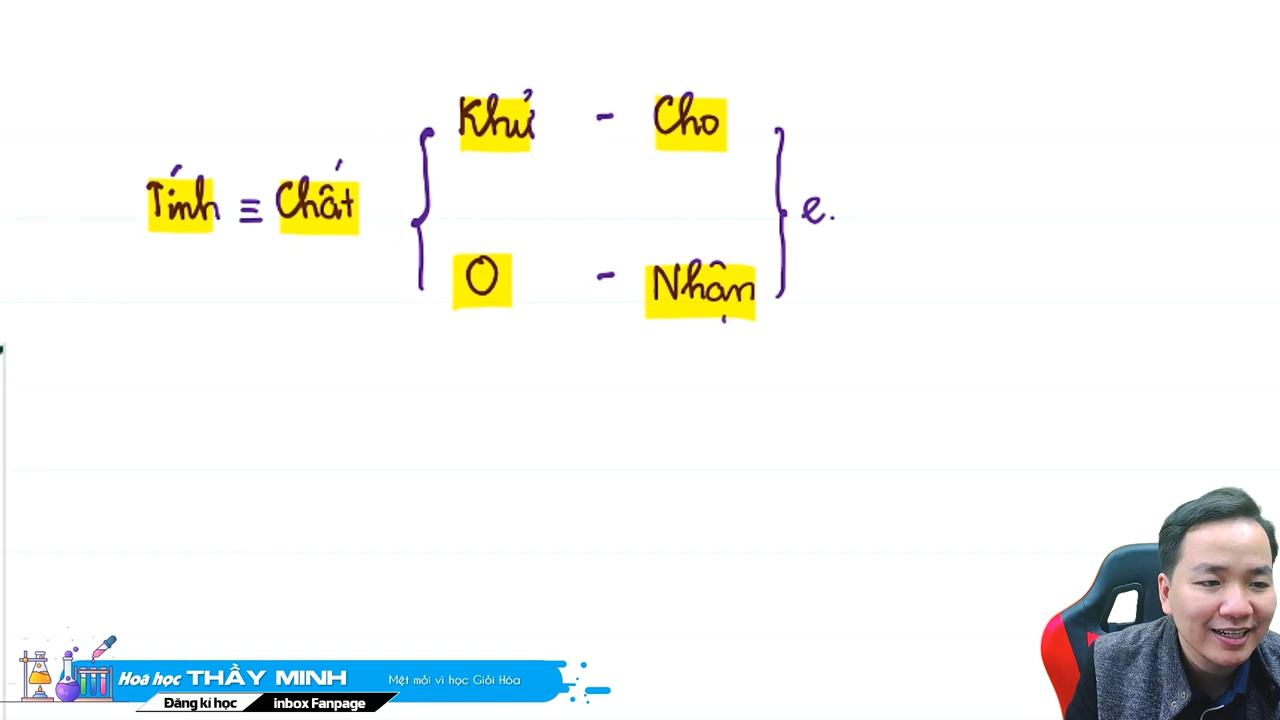 Khử - Cho
Tính ≡ Chất { } e.
O - Nhận
Hoá học THẦY MINH
Mệt mỏi vì học Giỏi Hóa
Đăng kí học inbox Fanpage